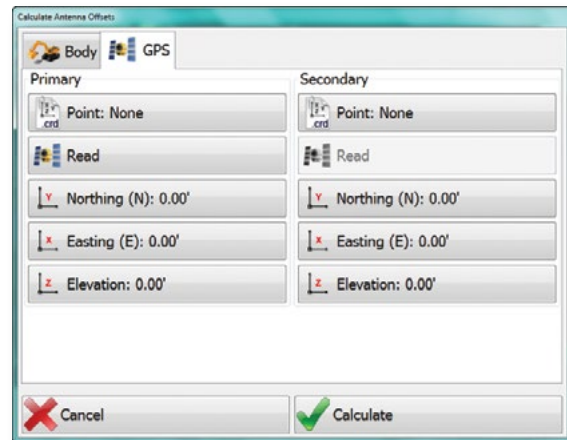 Calculate Antenna Offsets
Body GPS
Primary Secondary
.crd Point: None .crd Point: None
Read Read
Y Northing (N): 0.00' Y Northing (N): 0.00'
X Easting (E): 0.00' X Easting (E): 0.00'
Z Elevation: 0.00' Z Elevation: 0.00'
Cancel Calculate